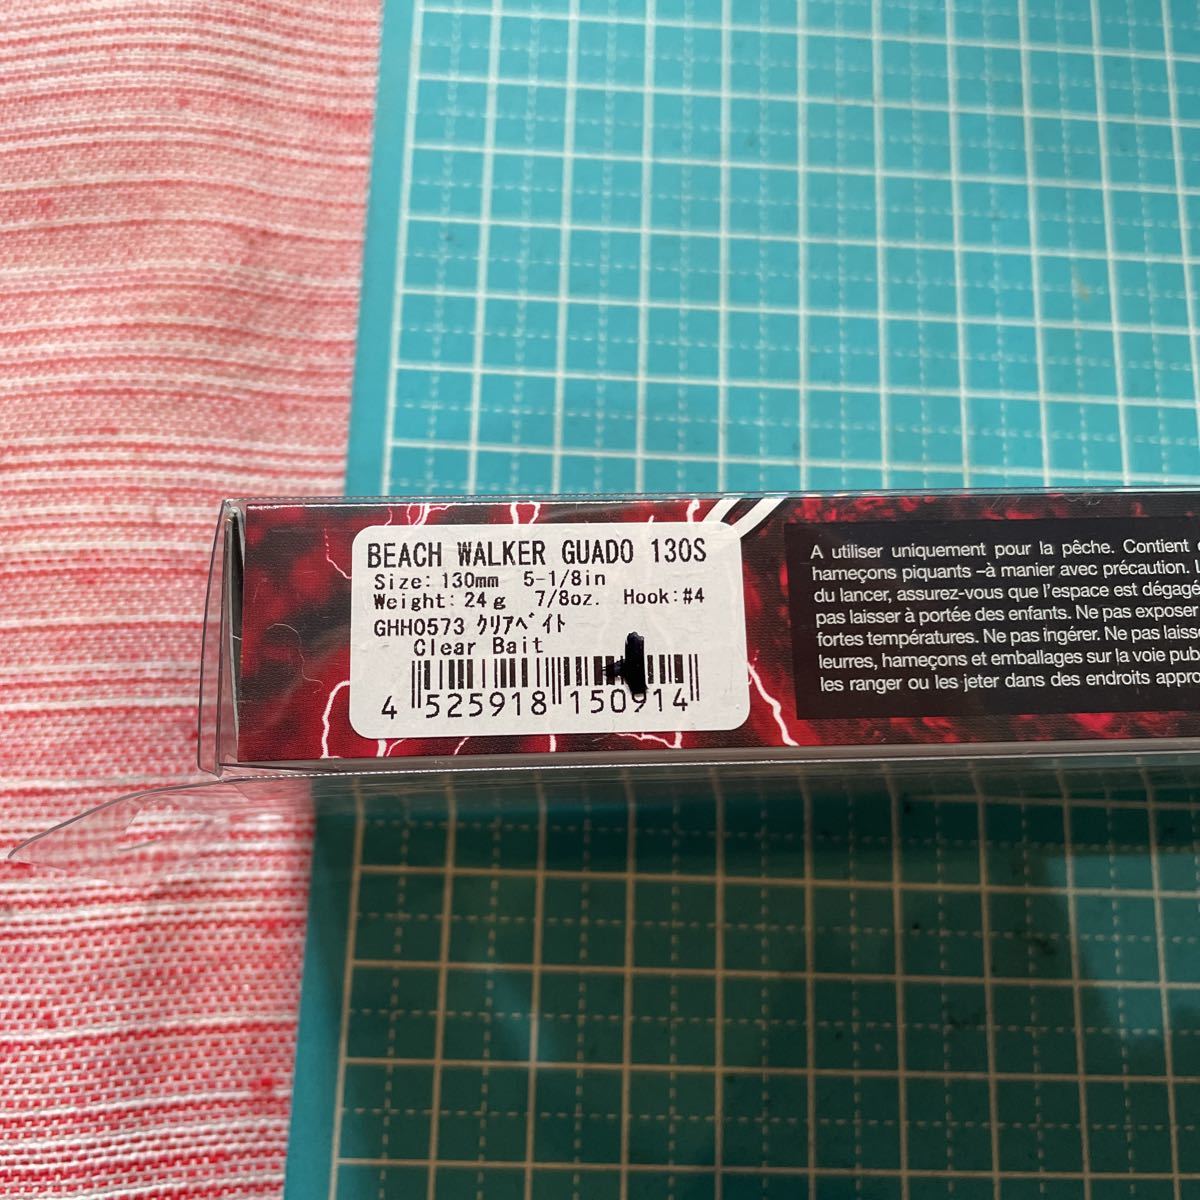 BEACH WALKER GUADO 130S
Size: 130mm 5-1/8in
Weight: 24g 7/8oz. Hook:#4
GHH0573 ｸﾘｱﾍﾞｲﾄ
Clear Bait
4 525918 150914
A utiliser uniquement pour la pêche. Contient
hameçons piquants –à manier avec précaution.
du lancer, assurez-vous que l'espace est dégagé
pas laisser à portée des enfants. Ne pas exposer
fortes températures. Ne pas ingérer. Ne pas laisse
leurres, hameçons et emballages sur la voie pub
les ranger ou les jeter dans des endroits appro